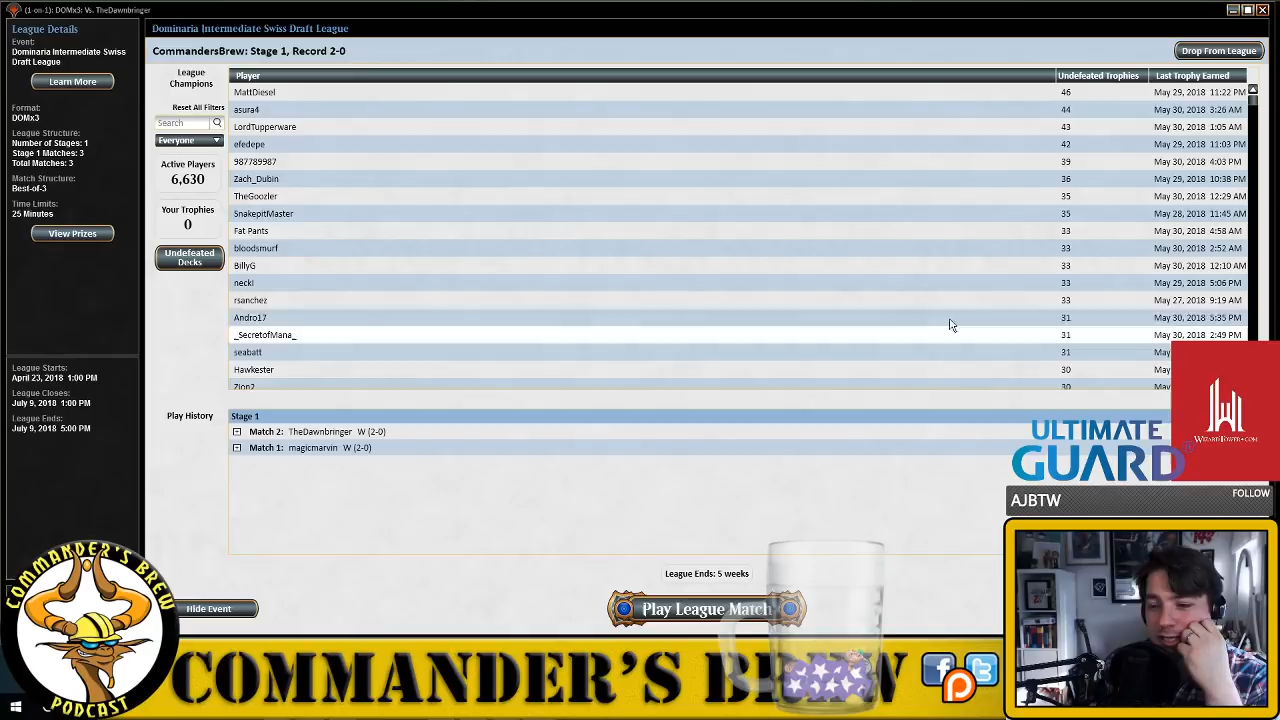 (1-on-1): DOMx3: Vs. TheDawnbringer
League Details
Event:
Dominaria Intermediate Swiss
Draft League
Learn More
Format:
DOMx3
League Structure:
Number of Stages: 1
Stage 1 Matches: 3
Total Matches: 3
Match Structure:
Best-of-3
Time Limits:
25 Minutes
View Prizes
League Starts:
April 23, 2018 1:00 PM
League Closes:
July 9, 2018 1:00 PM
League Ends:
July 9, 2018 5:00 PM
Dominaria Intermediate Swiss Draft League
CommandersBrew: Stage 1, Record 2-0
Drop From League
League
Champions
Reset All Filters
Search
Everyone
Active Players
6,630
Your Trophies
0
Undefeated
Decks
Player Undefeated Trophies Last Trophy Earned
MattDiesel 46 May 29, 2018 11:22 PM
asura4 44 May 30, 2018 3:26 AM
LordTupperware 43 May 30, 2018 1:05 AM
efedepe 42 May 29, 2018 11:03 PM
987789987 39 May 30, 2018 4:03 PM
Zach_Dubin 36 May 29, 2018 10:38 PM
TheGoozler 35 May 30, 2018 12:29 AM
SnakepitMaster 35 May 28, 2018 11:45 AM
Fat Pants 33 May 30, 2018 4:58 AM
bloodsmurf 33 May 30, 2018 2:52 AM
BillyG 33 May 30, 2018 12:10 AM
neckl 33 May 29, 2018 5:06 PM
rsanchez 33 May 27, 2018 9:19 AM
Andro17 31 May 30, 2018 5:35 PM
_SecretofMana_ 31 May 30, 2018 2:49 PM
seabatt 31 May
Hawkester 30 May
Zion2 30 May
Play History
Stage 1
Match 2: TheDawnbringer W (2-0)
Match 1: magicmarvin W (2-0)
League Ends: 5 weeks
Hide Event
Play League Match
WIZARDSTOWER.COM
ULTIMATE
GUARD®
AJBTW
FOLLOW
COMMANDER'S BREW
PODCAST
COMMANDER'S BREW